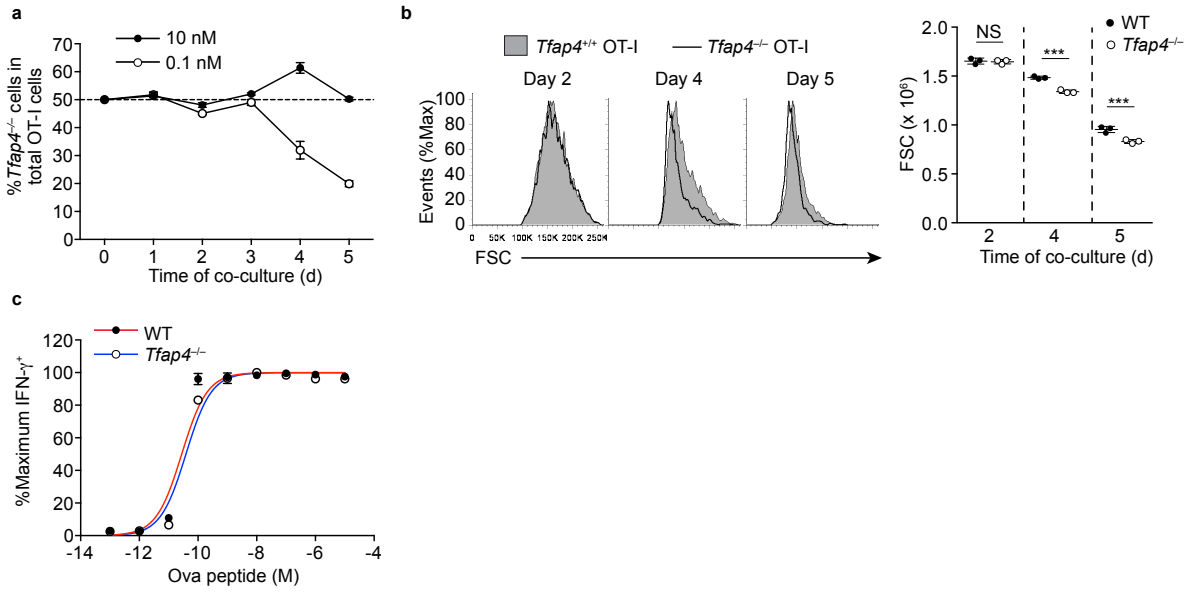 a
10 nM
0.1 nM
%Tfap4–/– cells in
total OT-I cells
70
60
50
40
30
20
10
0
0 1 2 3 4 5
Time of co-culture (d)
b
Tfap4+/+ OT-I
Tfap4–/– OT-I
Day 2
Day 4
Day 5
Events (%Max)
100
80
60
40
20
0
0 50K 100K 150K 200K 250K
FSC
WT
Tfap4–/–
NS
***
***
FSC (x 10⁶)
2.0
1.5
1.0
0.5
0.0
2 4 5
Time of co-culture (d)
c
WT
Tfap4–/–
%Maximum IFN-γ+
120
100
80
60
40
20
0
-14 -12 -10 -8 -6 -4
Ova peptide (M)